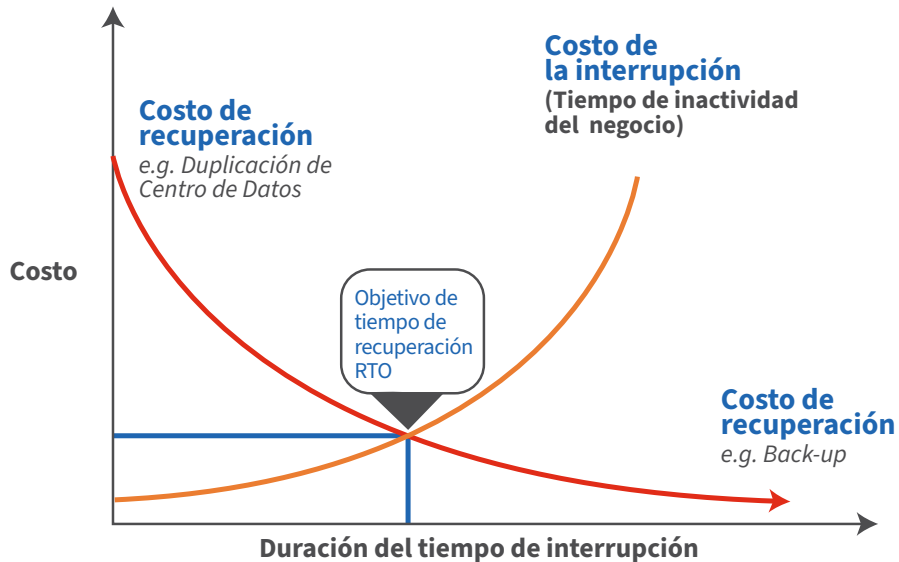 Costo de
recuperación
e.g. Duplicación de
Centro de Datos
Costo de
la interrupción
(Tiempo de inactividad
del negocio)
Costo
Objetivo de
tiempo de
recuperación
RTO
Costo de
recuperación
e.g. Back-up
Duración del tiempo de interrupción